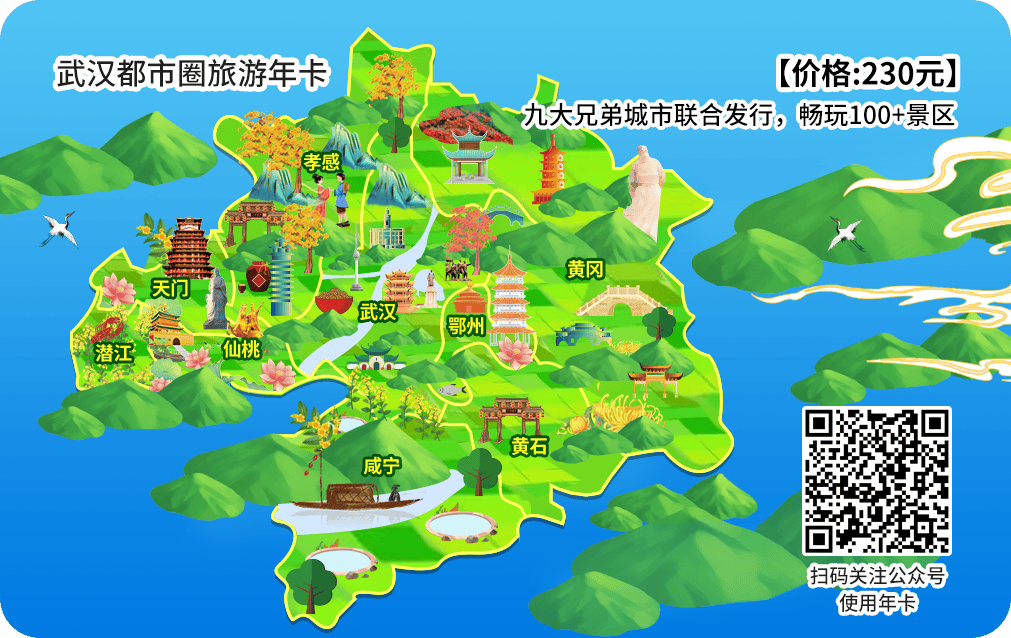 武汉都市圈旅游年卡
【价格:230元】
九大兄弟城市联合发行，畅玩100+景区
孝感
天门
黄冈
武汉
鄂州
潜江
仙桃
黄石
咸宁
扫码关注公众号
使用年卡